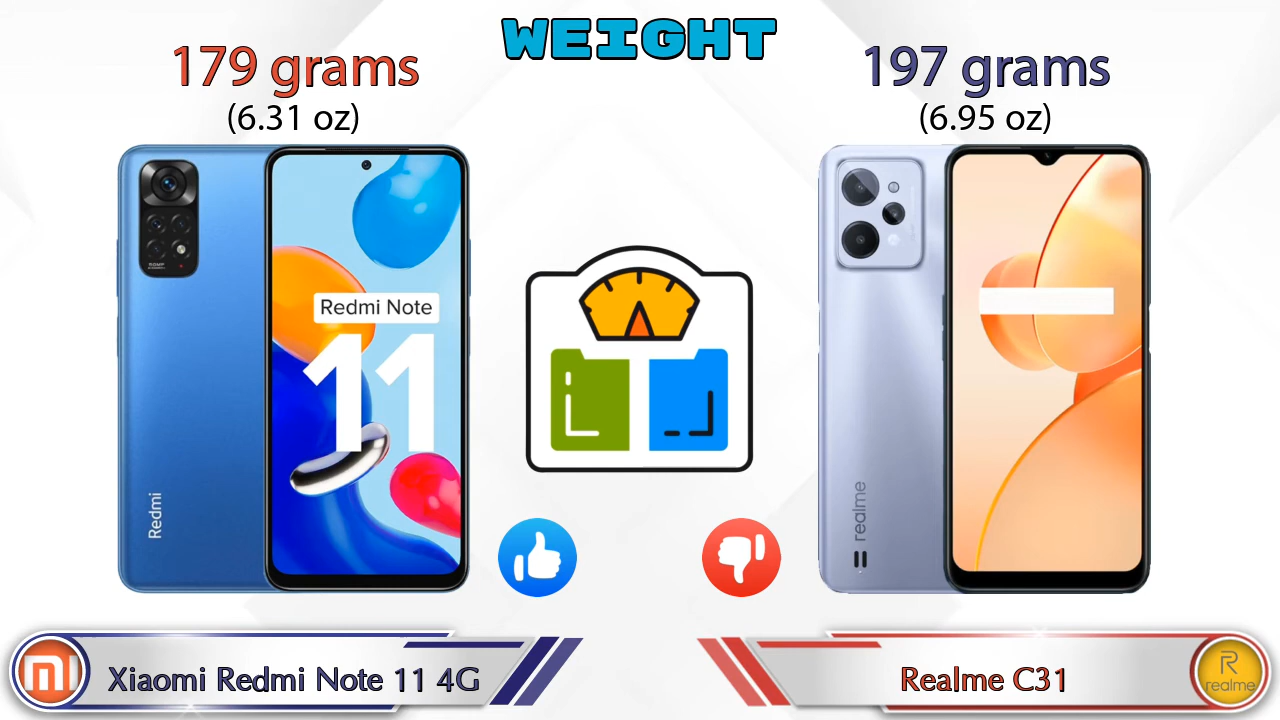 WEIGHT
179 grams
(6.31 oz)
197 grams
(6.95 oz)
Redmi Note
11
Redmi
realme
Xiaomi Redmi Note 11 4G
Realme C31
R
realme